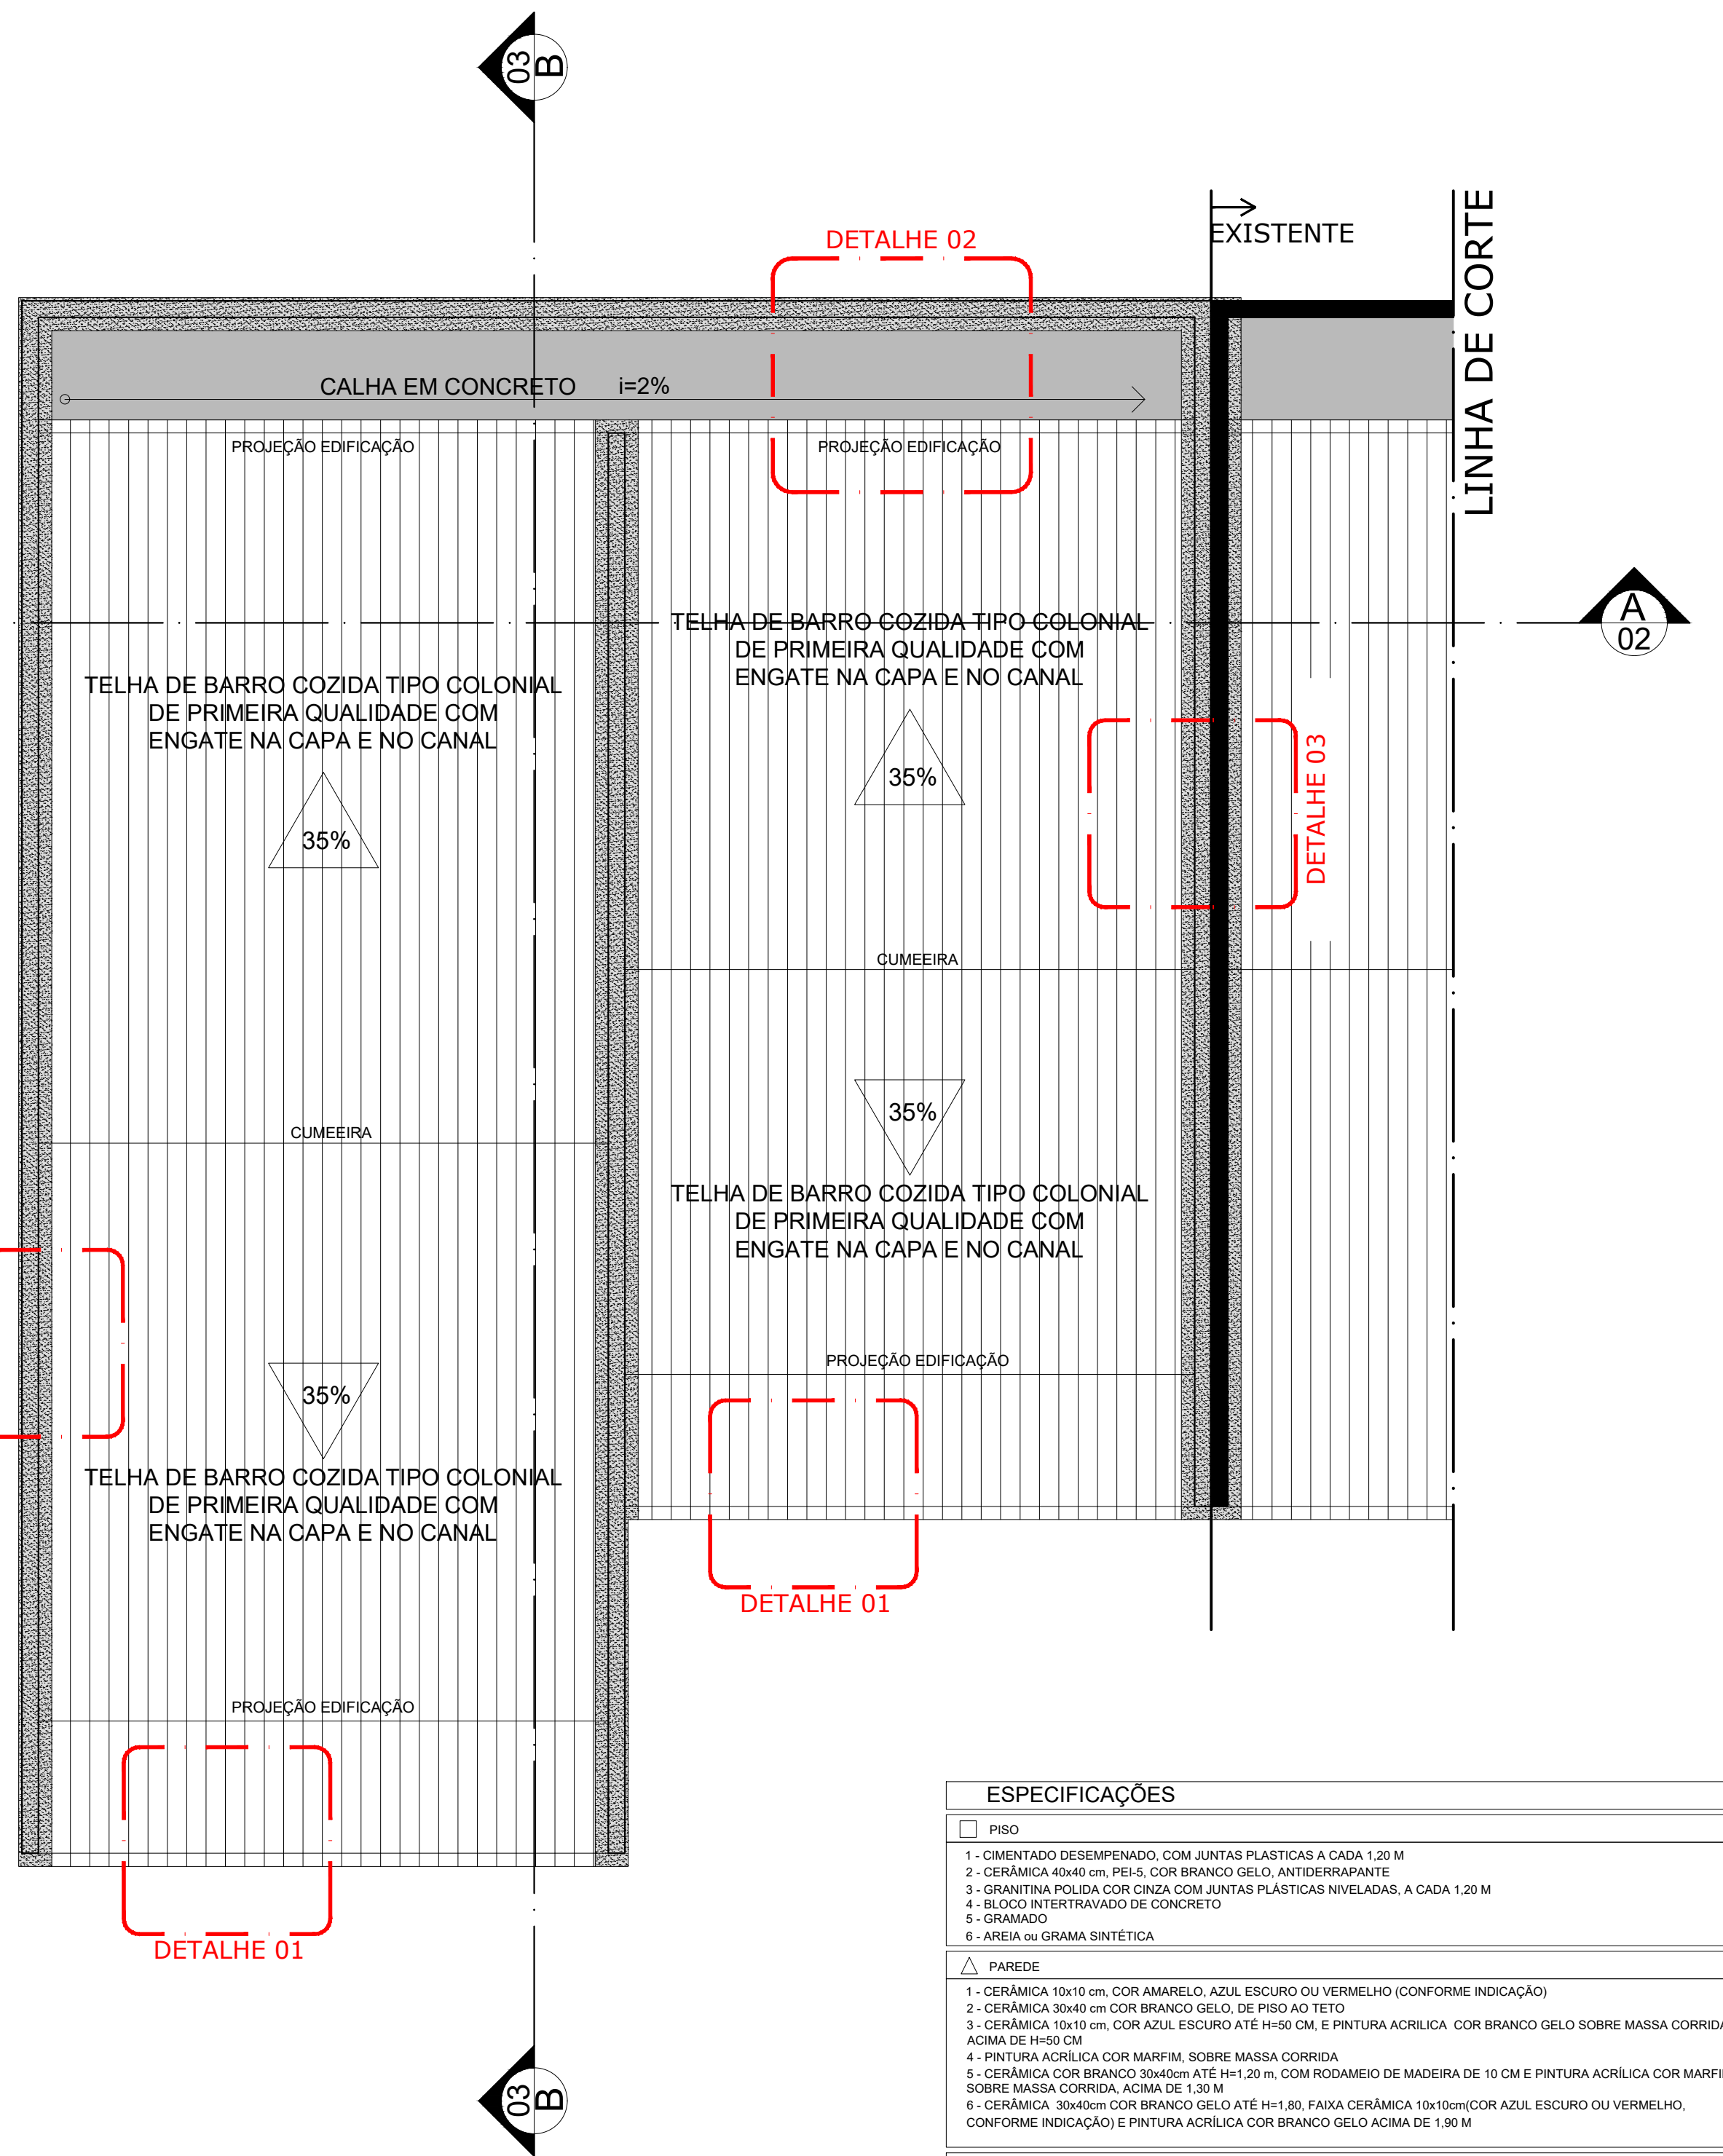 03
B
EXISTENTE
LINHA DE CORTE
DETALHE 02
CALHA EM CONCRETO i=2%
PROJEÇÃO EDIFICAÇÃO
PROJEÇÃO EDIFICAÇÃO
A
02
TELHA DE BARRO COZIDA TIPO COLONIAL
DE PRIMEIRA QUALIDADE COM
ENGATE NA CAPA E NO CANAL
35%
TELHA DE BARRO COZIDA TIPO COLONIAL
DE PRIMEIRA QUALIDADE COM
ENGATE NA CAPA E NO CANAL
35%
DETALHE 03
CUMEEIRA
CUMEEIRA
35%
TELHA DE BARRO COZIDA TIPO COLONIAL
DE PRIMEIRA QUALIDADE COM
ENGATE NA CAPA E NO CANAL
PROJEÇÃO EDIFICAÇÃO
35%
TELHA DE BARRO COZIDA TIPO COLONIAL
DE PRIMEIRA QUALIDADE COM
ENGATE NA CAPA E NO CANAL
DETALHE 01
PROJEÇÃO EDIFICAÇÃO
DETALHE 01
03
B
ESPECIFICAÇÕES
PISO
1 - CIMENTADO DESEMPENADO, COM JUNTAS PLASTICAS A CADA 1,20 M
2 - CERÂMICA 40x40 cm, PEI-5, COR BRANCO GELO, ANTIDERRAPANTE
3 - GRANITINA POLIDA COR CINZA COM JUNTAS PLÁSTICAS NIVELADAS, A CADA 1,20 M
4 - BLOCO INTERTRAVADO DE CONCRETO
5 - GRAMADO
6 - AREIA ou GRAMA SINTÉTICA
PAREDE
1 - CERÂMICA 10x10 cm, COR AMARELO, AZUL ESCURO OU VERMELHO (CONFORME INDICAÇÃO)
2 - CERÂMICA 30x40 cm COR BRANCO GELO, DE PISO AO TETO
3 - CERÂMICA 10x10 cm, COR AZUL ESCURO ATÉ H=50 CM, E PINTURA ACRILICA COR BRANCO GELO SOBRE MASSA CORRIDA
ACIMA DE H=50 CM
4 - PINTURA ACRÍLICA COR MARFIM, SOBRE MASSA CORRIDA
5 - CERÂMICA COR BRANCO 30x40cm ATÉ H=1,20 m, COM RODAMEIO DE MADEIRA DE 10 CM E PINTURA ACRÍLICA COR MARFI
SOBRE MASSA CORRIDA, ACIMA DE 1,30 M
6 - CERÂMICA 30x40cm COR BRANCO GELO ATÉ H=1,80, FAIXA CERÂMICA 10x10cm(COR AZUL ESCURO OU VERMELHO,
CONFORME INDICAÇÃO) E PINTURA ACRÍLICA COR BRANCO GELO ACIMA DE 1,90 M